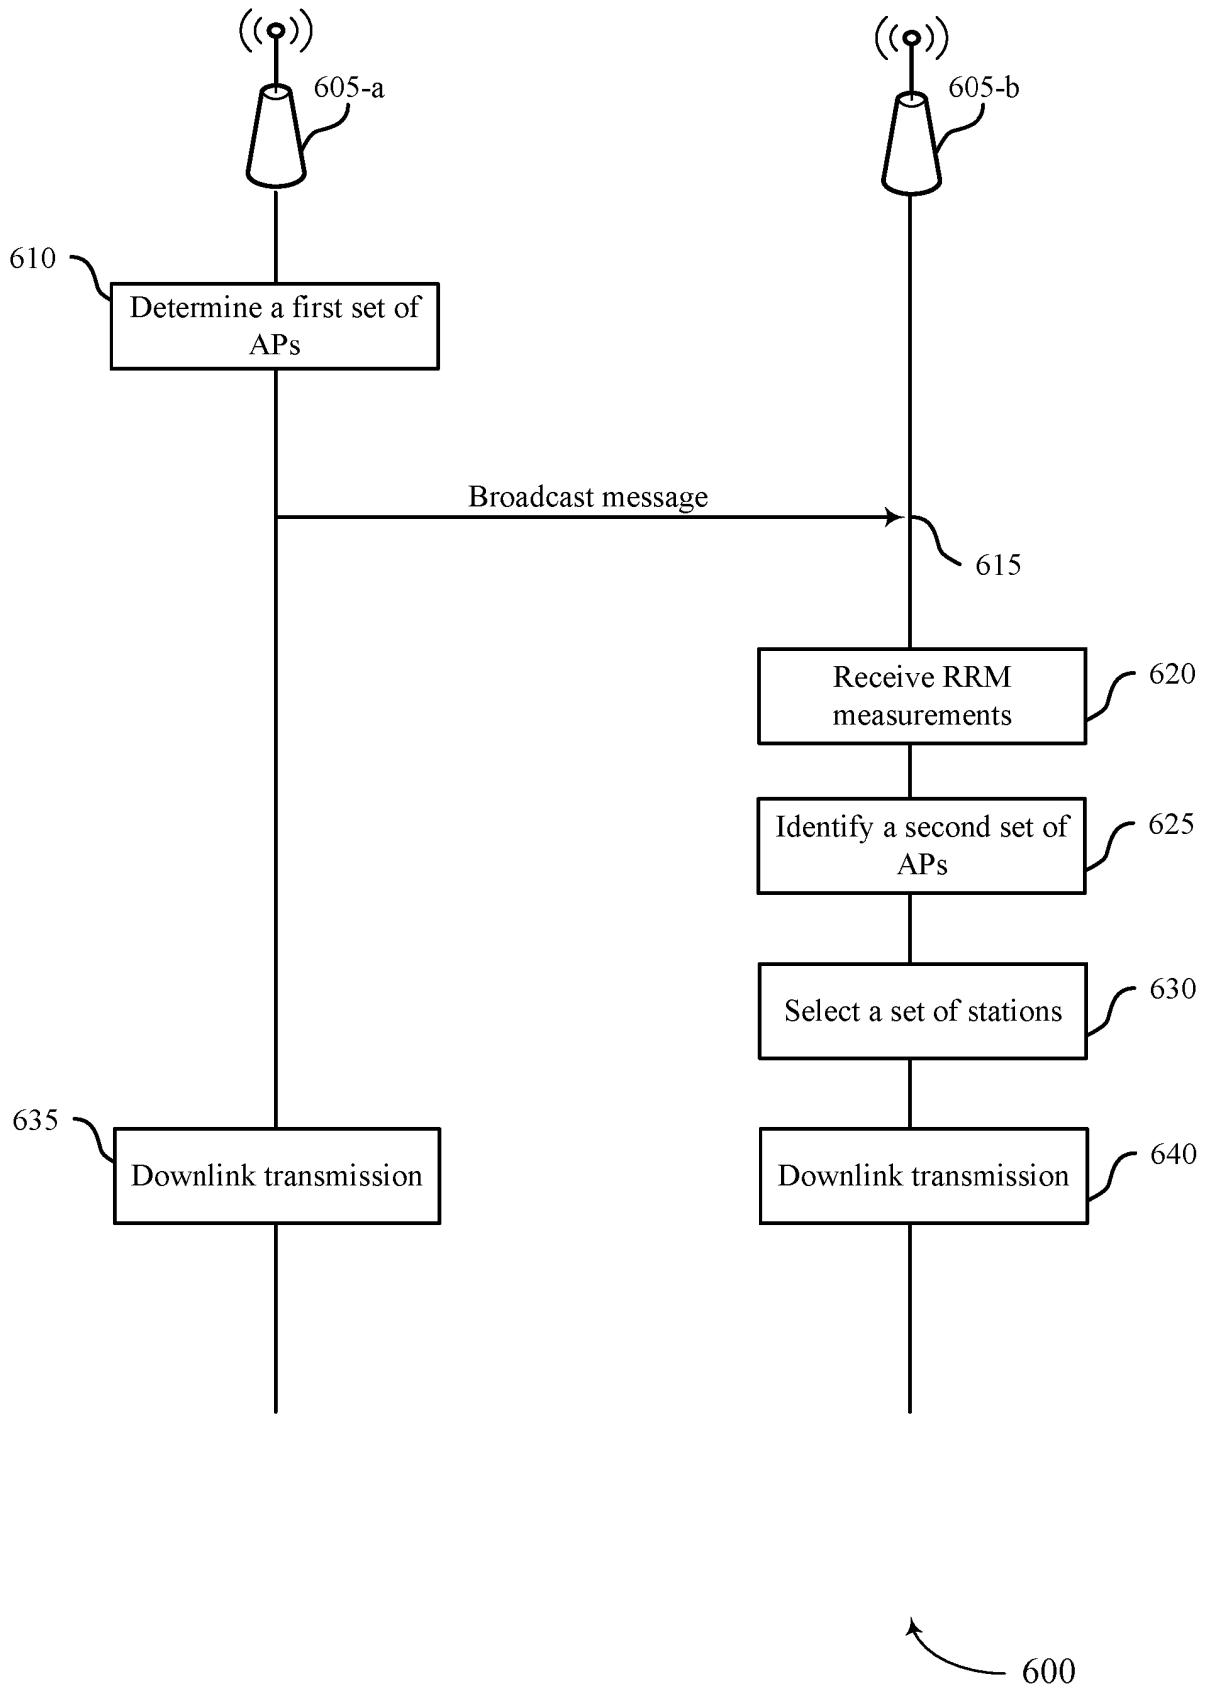 605-a
605-b
610
Determine a first set of
APs
Broadcast message
615
Receive RRM
measurements
620
Identify a second set of
APs
625
Select a set of stations
630
635
Downlink transmission
Downlink transmission
640
600